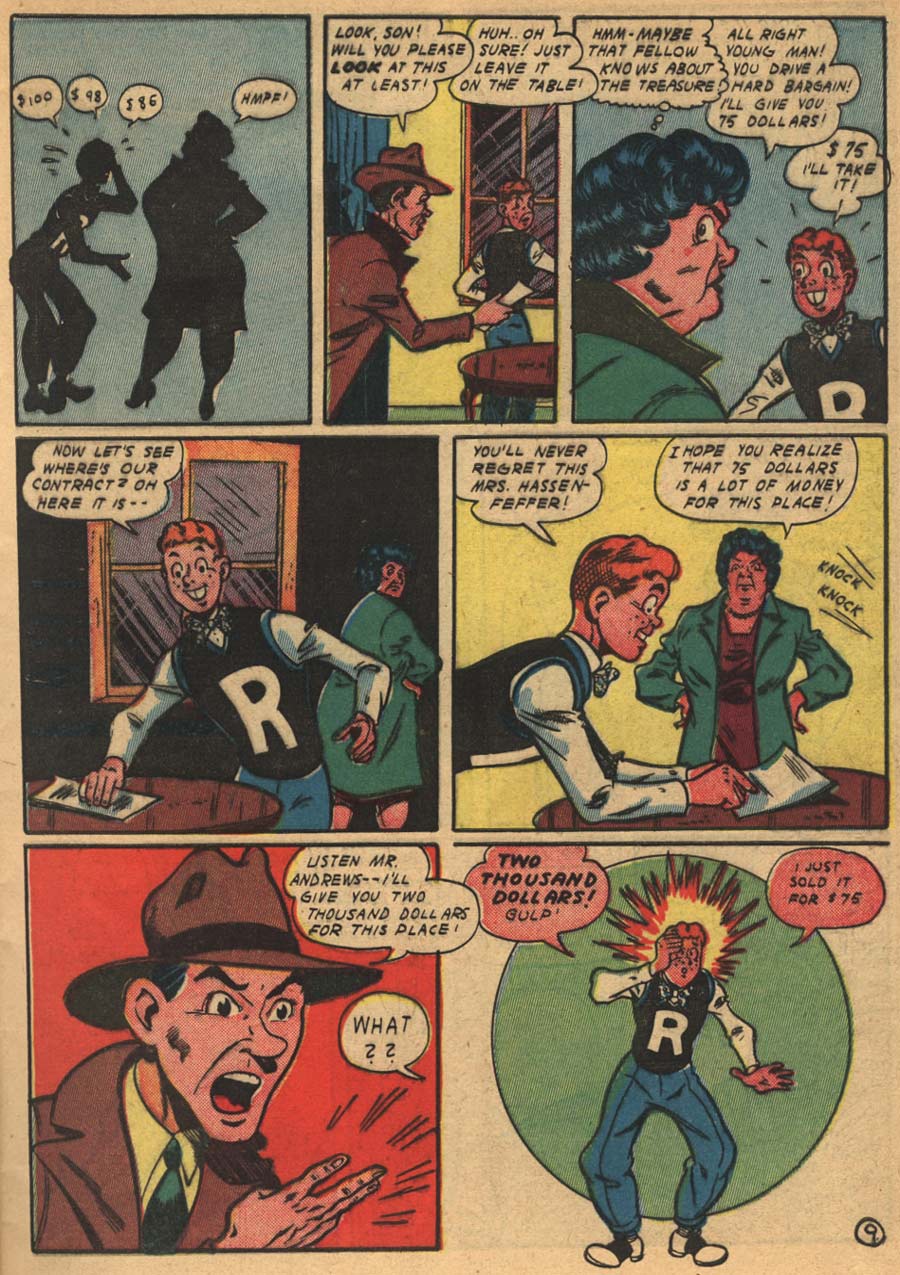 $100
$98
$86
HMPF!
LOOK, SON!
WILL YOU PLEASE
LOOK AT THIS
AT LEAST!
HUH.. OH
SURE! JUST
LEAVE IT
ON THE TABLE!
HMM-MAYBE
THAT FELLOW
KNOWS ABOUT
THE TREASURE
ALL RIGHT
YOUNG MAN!
YOU DRIVE A
HARD BARGAIN!
I'LL GIVE YOU
75 DOLLARS!
$75
I'LL TAKE
IT!
R
NOW LET'S SEE
WHERE'S OUR
CONTRACT? OH
HERE IT IS--
R
YOU'LL NEVER
REGRET THIS
MRS. HASSEN-
FEFFER!
I HOPE YOU REALIZE
THAT 75 DOLLARS
IS A LOT OF MONEY
FOR THIS PLACE!
KNOCK
KNOCK
LISTEN MR.
ANDREWS--I'LL
GIVE YOU TWO
THOUSAND DOLLARS
FOR THIS PLACE!
WHAT
??
TWO
THOUSAND
DOLLARS!
GULP!
I JUST
SOLD IT
FOR $75
R
9